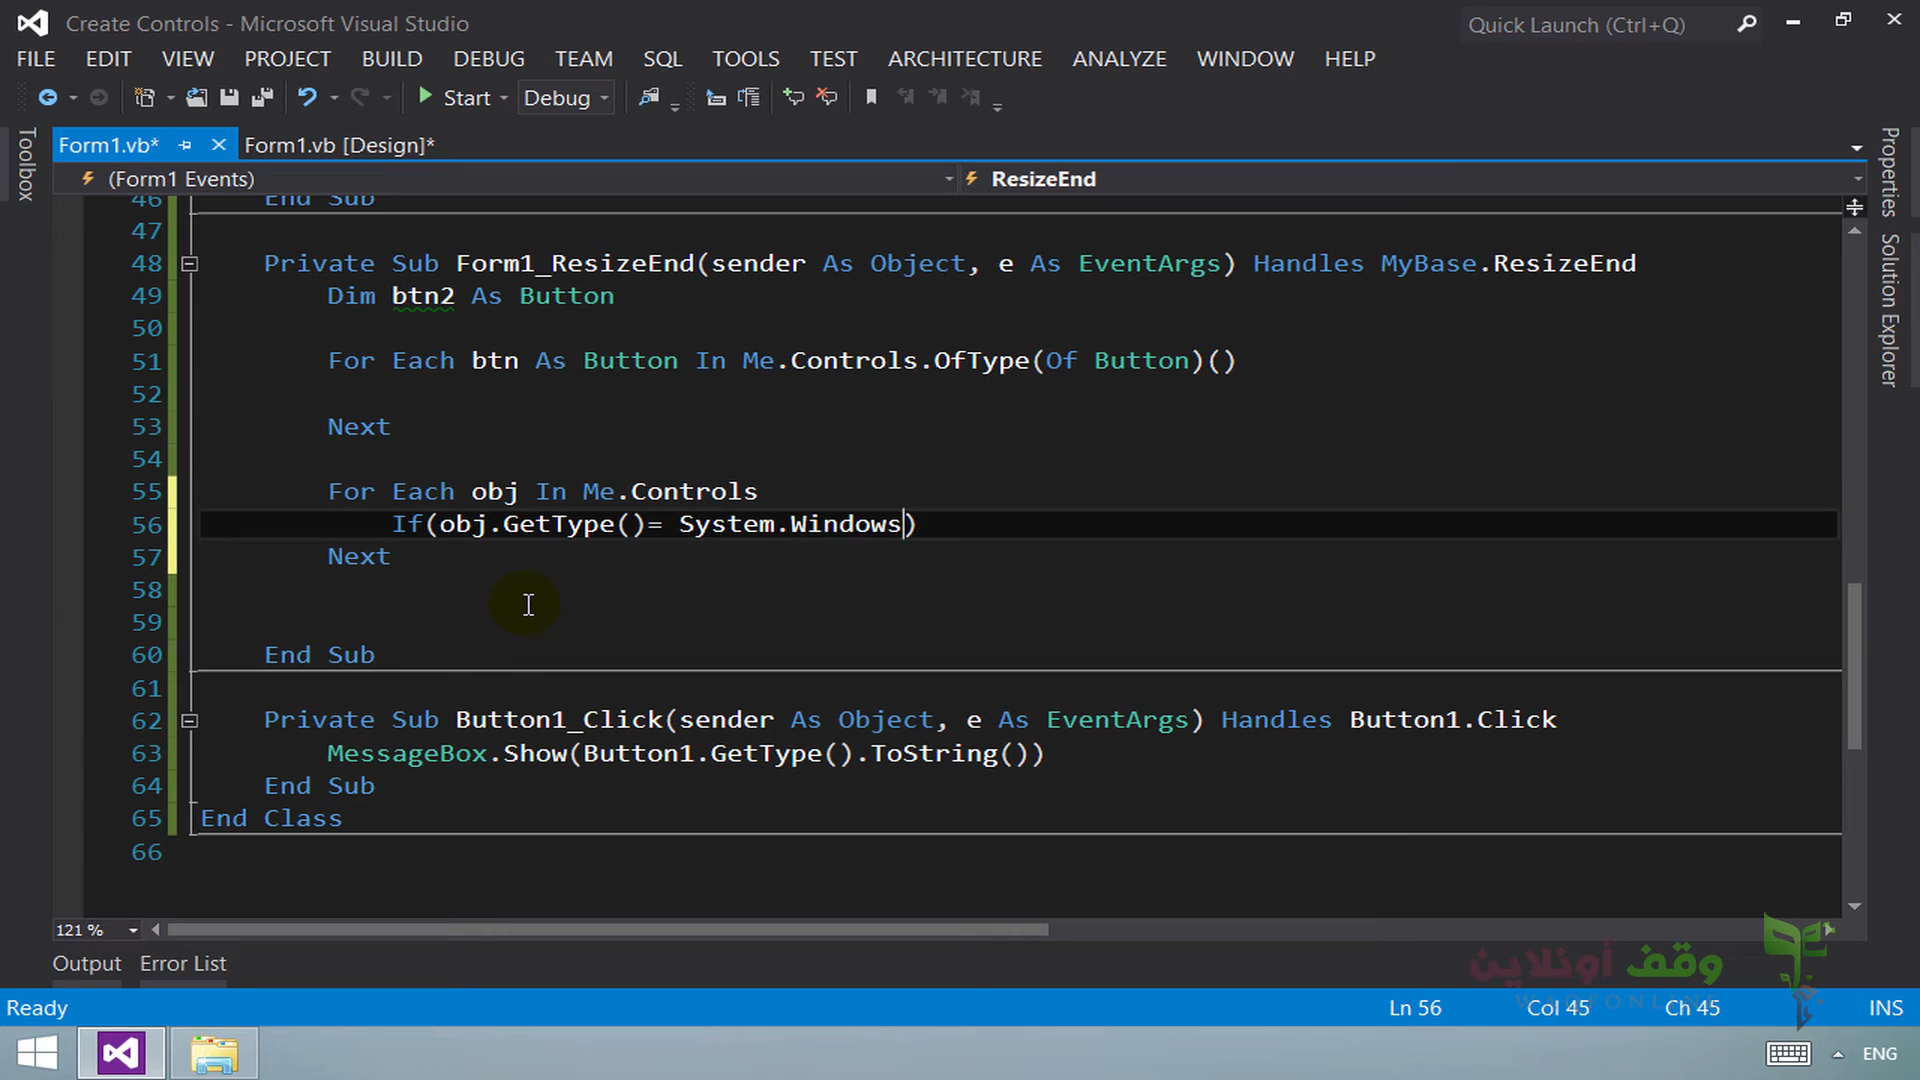 Create Controls - Microsoft Visual Studio
Quick Launch (Ctrl+Q)
FILE EDIT VIEW PROJECT BUILD DEBUG TEAM SQL TOOLS TEST ARCHITECTURE ANALYZE WINDOW HELP
Start Debug
Form1.vb* Form1.vb [Design]*
Toolbox
Properties
Solution Explorer
(Form1 Events) ResizeEnd
46 End Sub
47
48 Private Sub Form1_ResizeEnd(sender As Object, e As EventArgs) Handles MyBase.ResizeEnd
49 Dim btn2 As Button
50
51 For Each btn As Button In Me.Controls.OfType(Of Button)()
52
53 Next
54
55 For Each obj In Me.Controls
56 If(obj.GetType()= System.Windows)
57 Next
58
59
60 End Sub
61
62 Private Sub Button1_Click(sender As Object, e As EventArgs) Handles Button1.Click
63 MessageBox.Show(Button1.GetType().ToString())
64 End Sub
65 End Class
66
121 %
وقف أونلاين
WAQFONLINE
Output Error List
Ready Ln 56 Col 45 Ch 45 INS
ENG